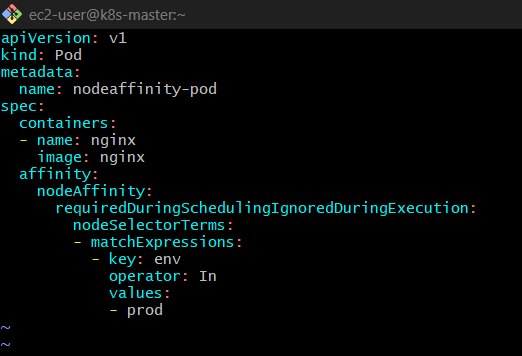 ec2-user@k8s-master:~
apiVersion: v1
kind: Pod
metadata:
  name: nodeaffinity-pod
spec:
  containers:
  - name: nginx
    image: nginx
  affinity:
    nodeAffinity:
      requiredDuringSchedulingIgnoredDuringExecution:
        nodeSelectorTerms:
        - matchExpressions:
          - key: env
            operator: In
            values:
            - prod
~
~